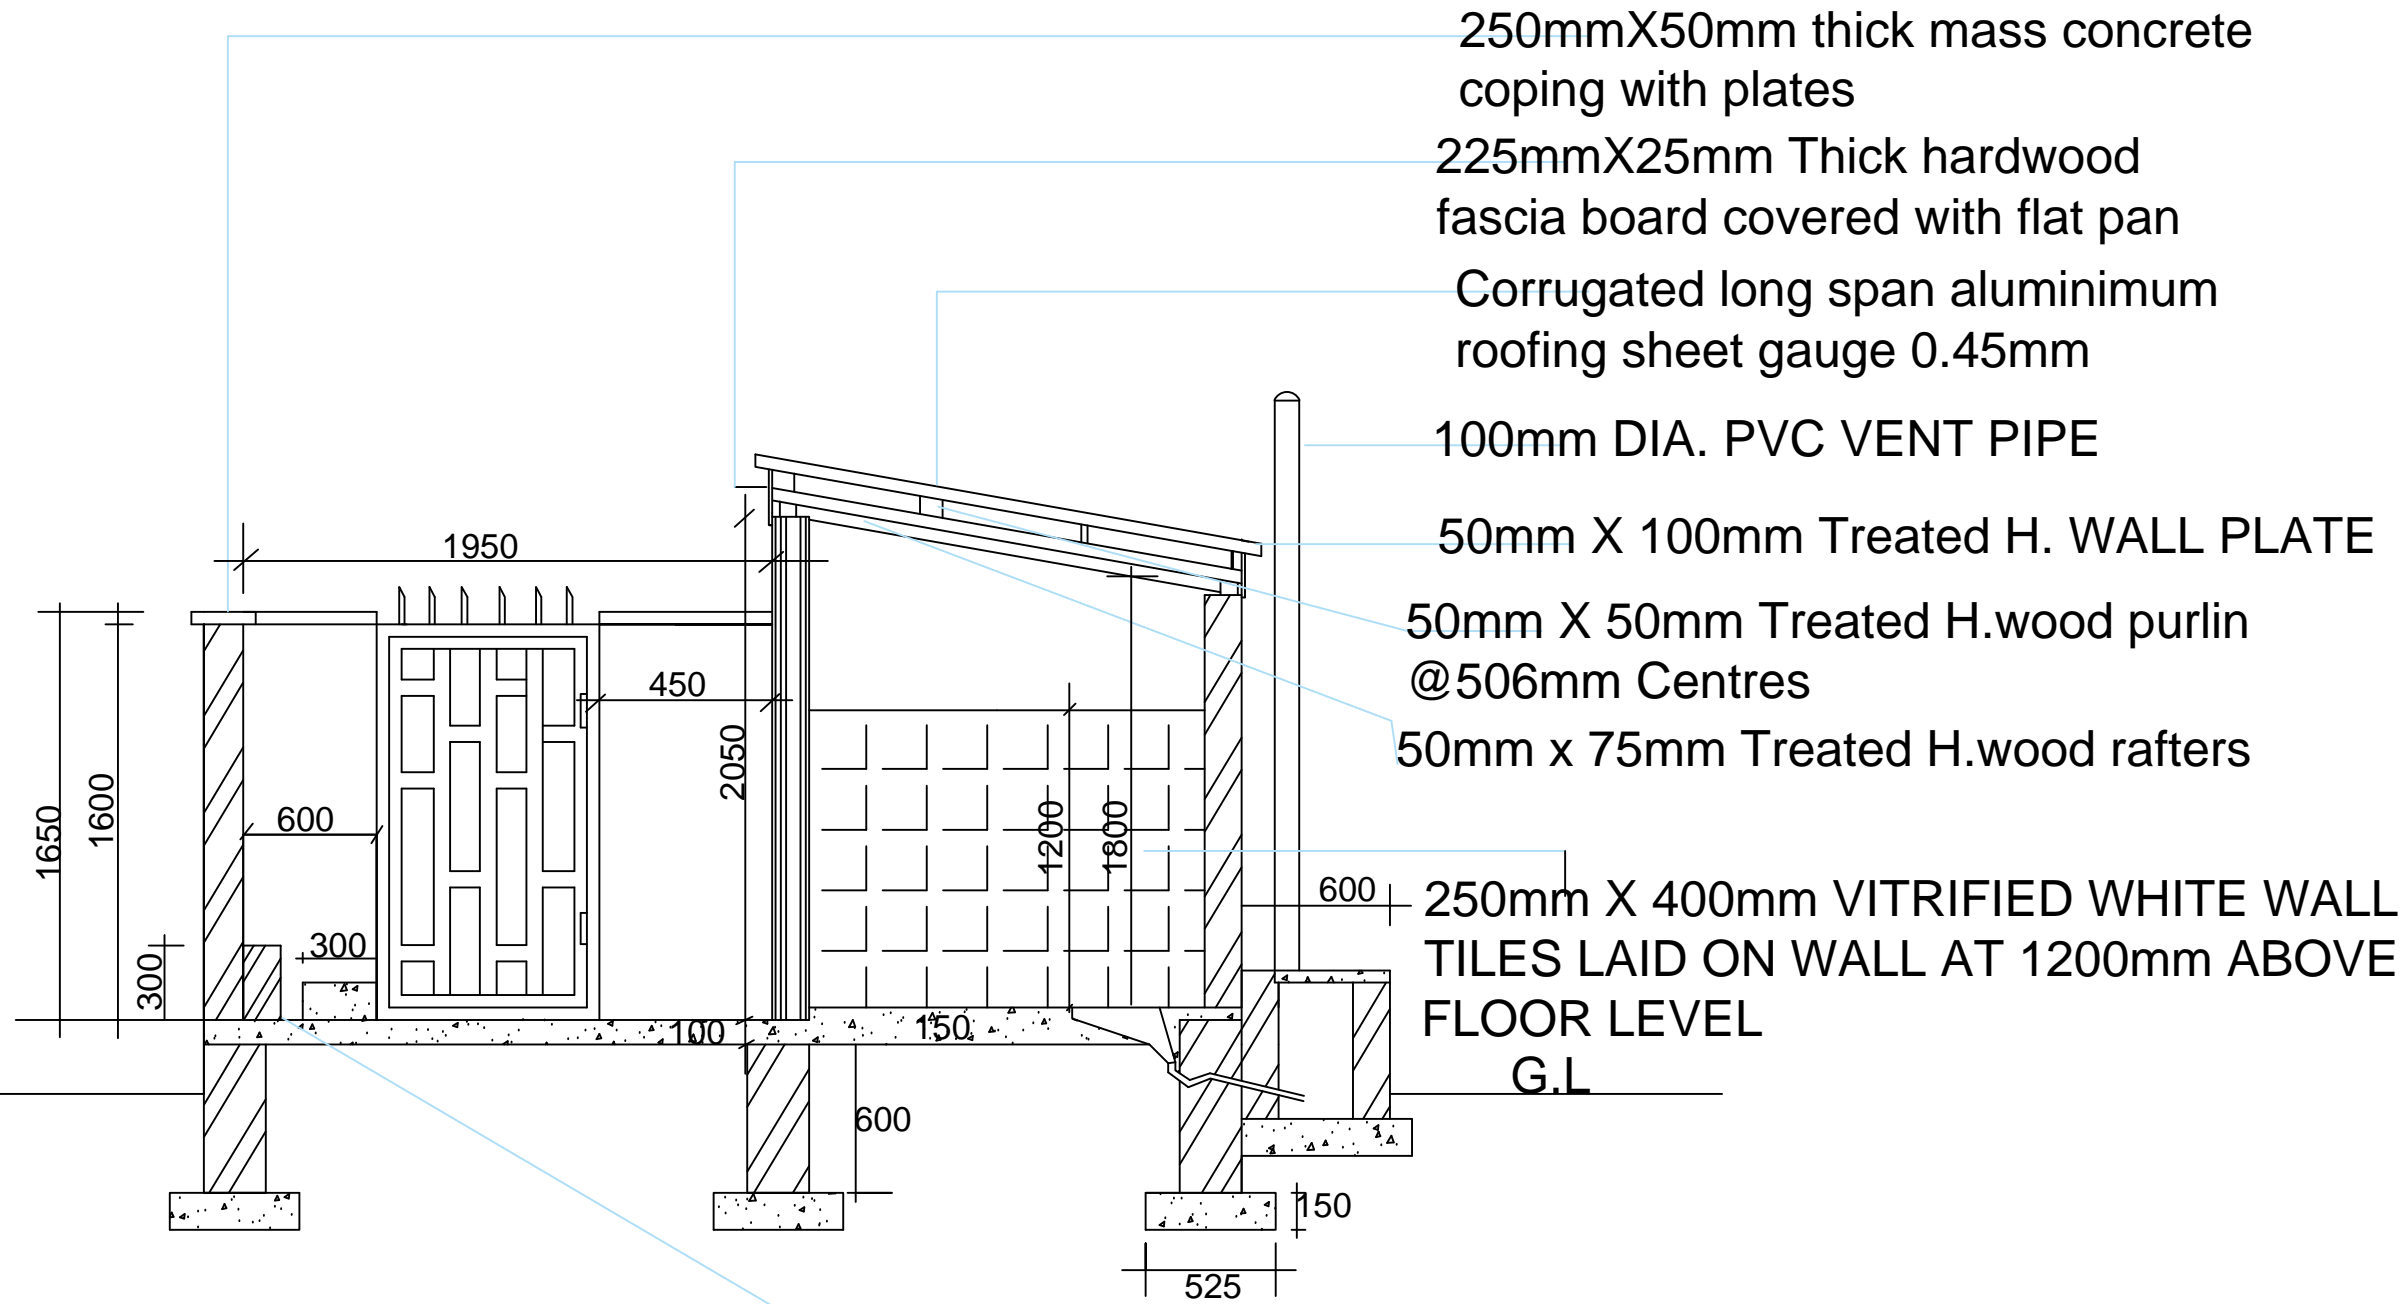 250mmX50mm thick mass concrete
coping with plates
225mmX25mm Thick hardwood
fascia board covered with flat pan
Corrugated long span aluminimum
roofing sheet gauge 0.45mm
100mm DIA. PVC VENT PIPE
50mm X 100mm Treated H. WALL PLATE
50mm X 50mm Treated H.wood purlin
@506mm Centres
50mm x 75mm Treated H.wood rafters
250mm X 400mm VITRIFIED WHITE WALL
TILES LAID ON WALL AT 1200mm ABOVE
FLOOR LEVEL
G.L
1950
450
2050
1650
1600
600
1200
1800
600
300
300
100
150
600
150
525